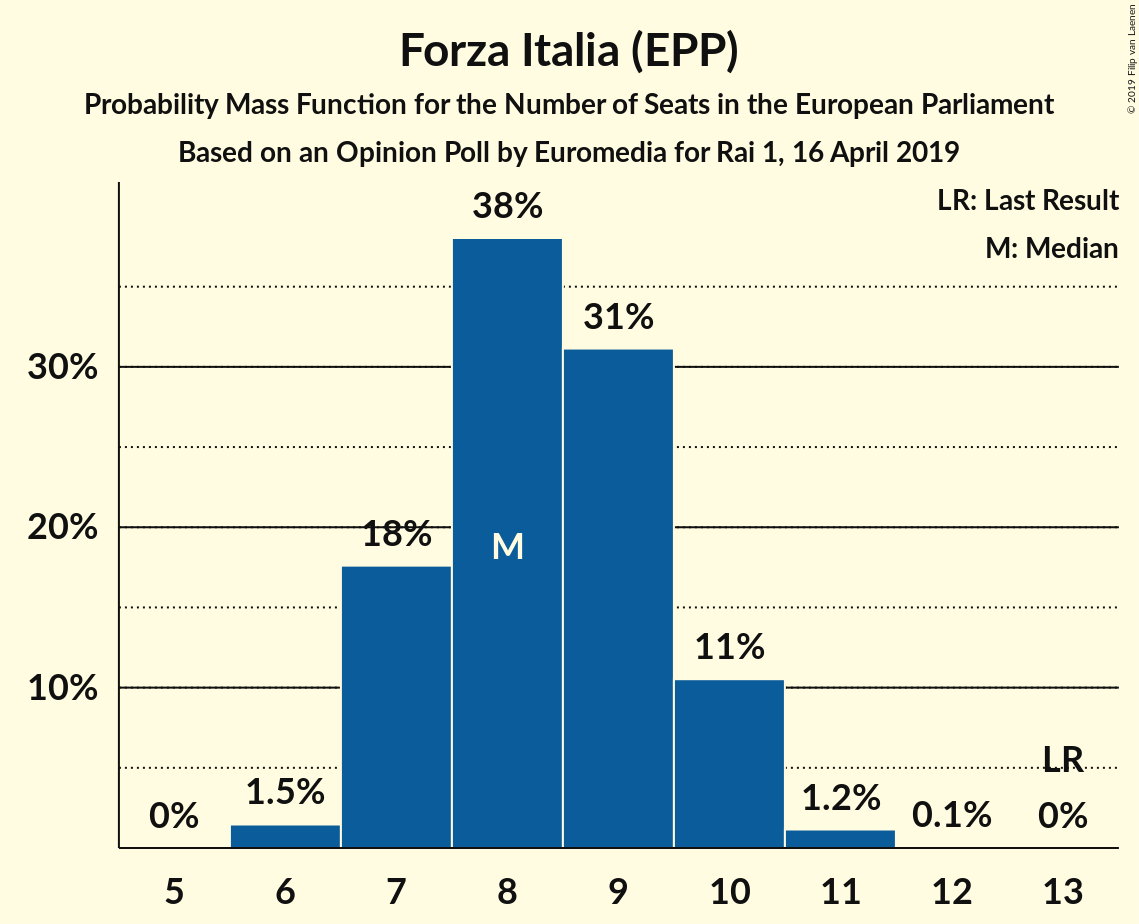 Forza Italia (EPP)
Probability Mass Function for the Number of Seats in the European Parliament
Based on an Opinion Poll by Euromedia for Rai 1, 16 April 2019
© 2019 Filip van Laenen
LR: Last Result
M: Median
38%
31%
30%
20%
18%
M
11%
10%
LR
1.5%
1.2%
0%
0.1%
0%
5 6 7 8 9 10 11 12 13